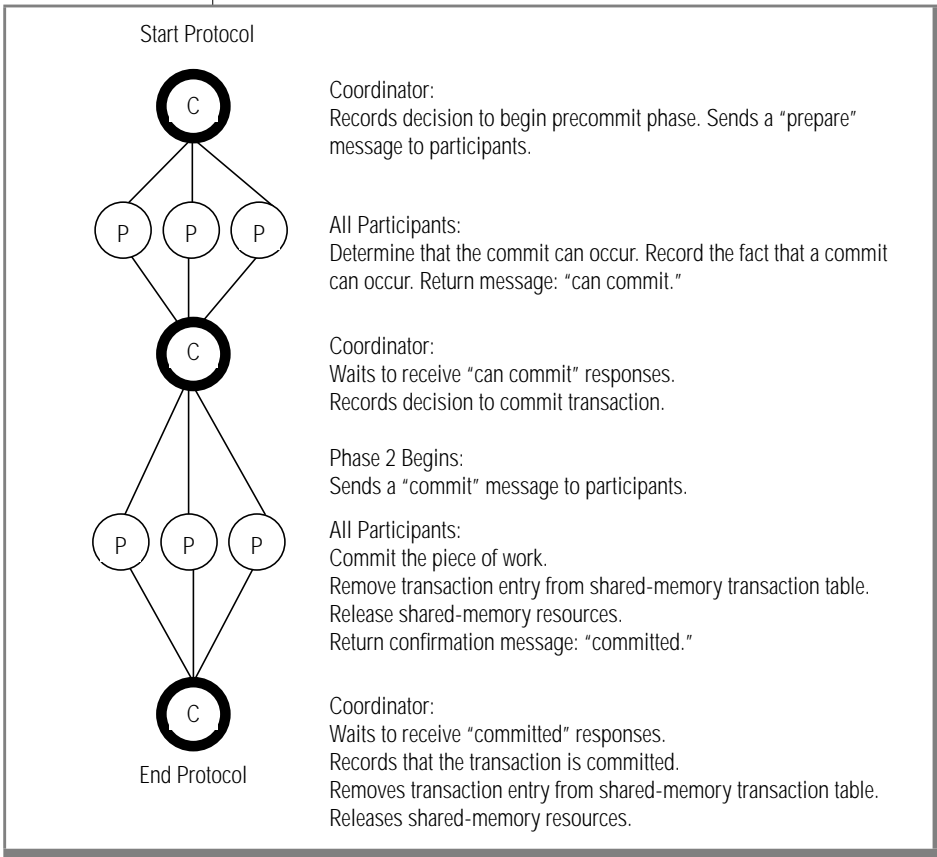 Start Protocol
C
Coordinator:
Records decision to begin precommit phase. Sends a “prepare”
message to participants.
P P P
All Participants:
Determine that the commit can occur. Record the fact that a commit
can occur. Return message: “can commit.”
C
Coordinator:
Waits to receive “can commit” responses.
Records decision to commit transaction.
Phase 2 Begins:
Sends a “commit” message to participants.
P P P
All Participants:
Commit the piece of work.
Remove transaction entry from shared-memory transaction table.
Release shared-memory resources.
Return confirmation message: “committed.”
C
Coordinator:
Waits to receive “committed” responses.
Records that the transaction is committed.
Removes transaction entry from shared-memory transaction table.
Releases shared-memory resources.
End Protocol